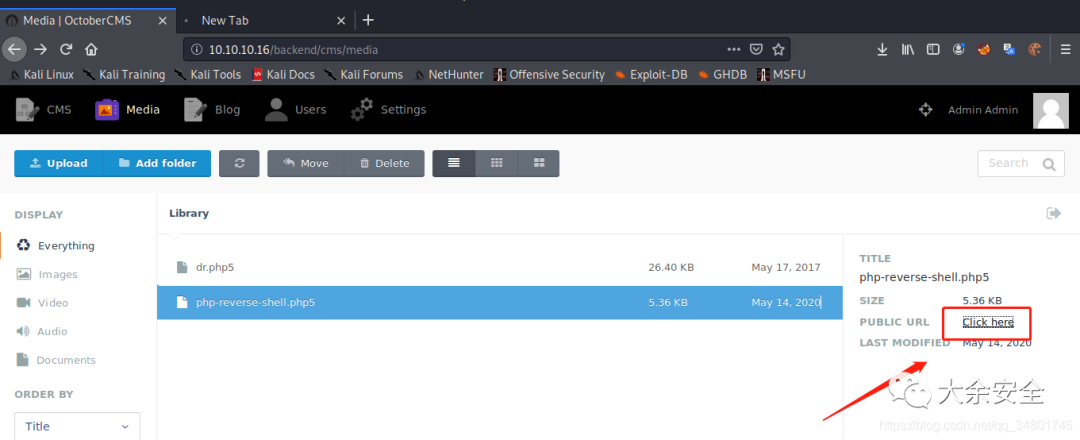 Media | OctoberCMS
New Tab
10.10.10.16/backend/cms/media
Kali Linux Kali Training Kali Tools Kali Docs Kali Forums NetHunter Offensive Security Exploit-DB GHDB MSFU
CMS Media Blog Users Settings Admin Admin
Upload Add folder Move Delete Search
DISPLAY
Library
Everything
Images
Video
Audio
Documents
ORDER BY
Title
dr.php5 26.40 KB May 17, 2017
php-reverse-shell.php5 5.36 KB May 14, 2020
TITLE
php-reverse-shell.php5
SIZE 5.36 KB
PUBLIC URL Click here
LAST MODIFIED May 14, 2020
大余安全
https://blog.csdn.net/qq_34801745